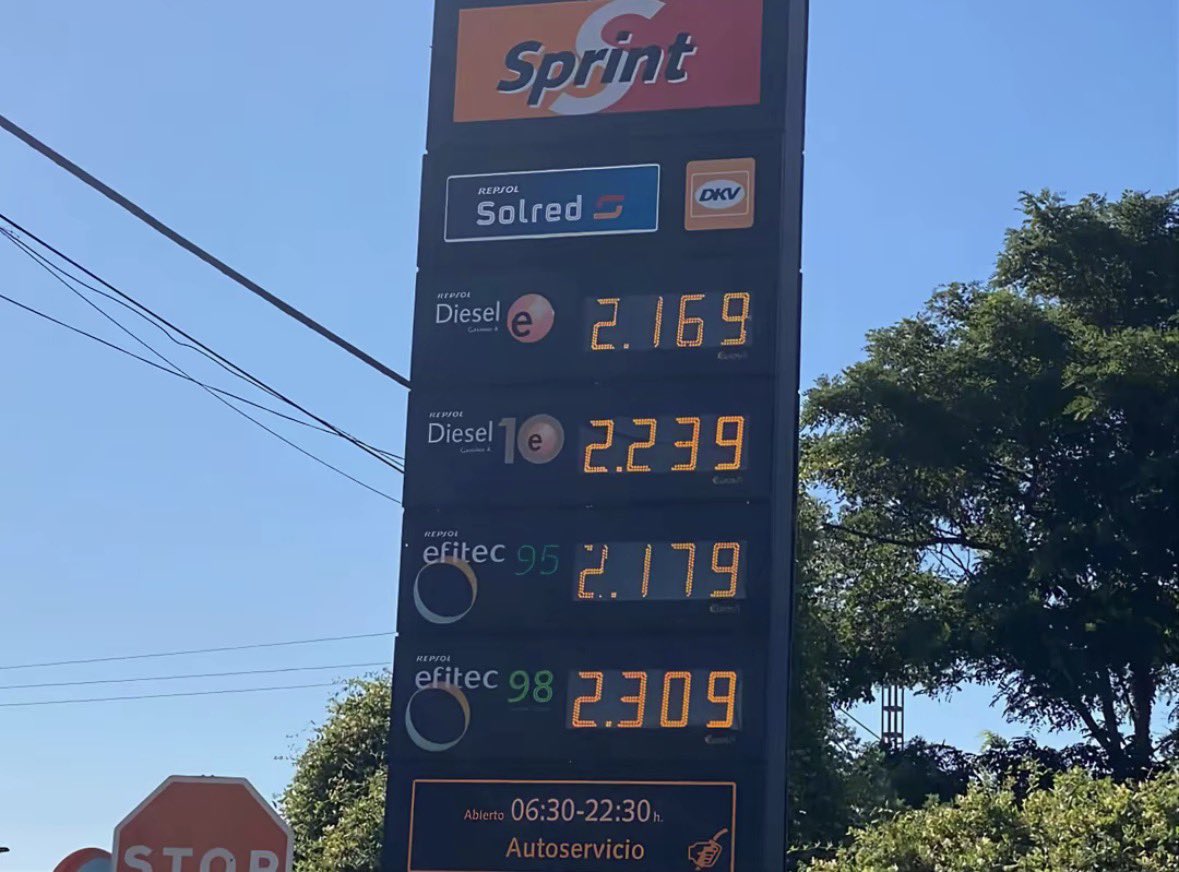 Sprint
REPSOL
Solred
DKV
REPSOL
Diesel e 2.169
REPSOL
Diesel 10 e 2.239
REPSOL
efitec 95 2.179
REPSOL
efitec 98 2.309
Abierto 06:30-22:30 h.
Autoservicio
STOP